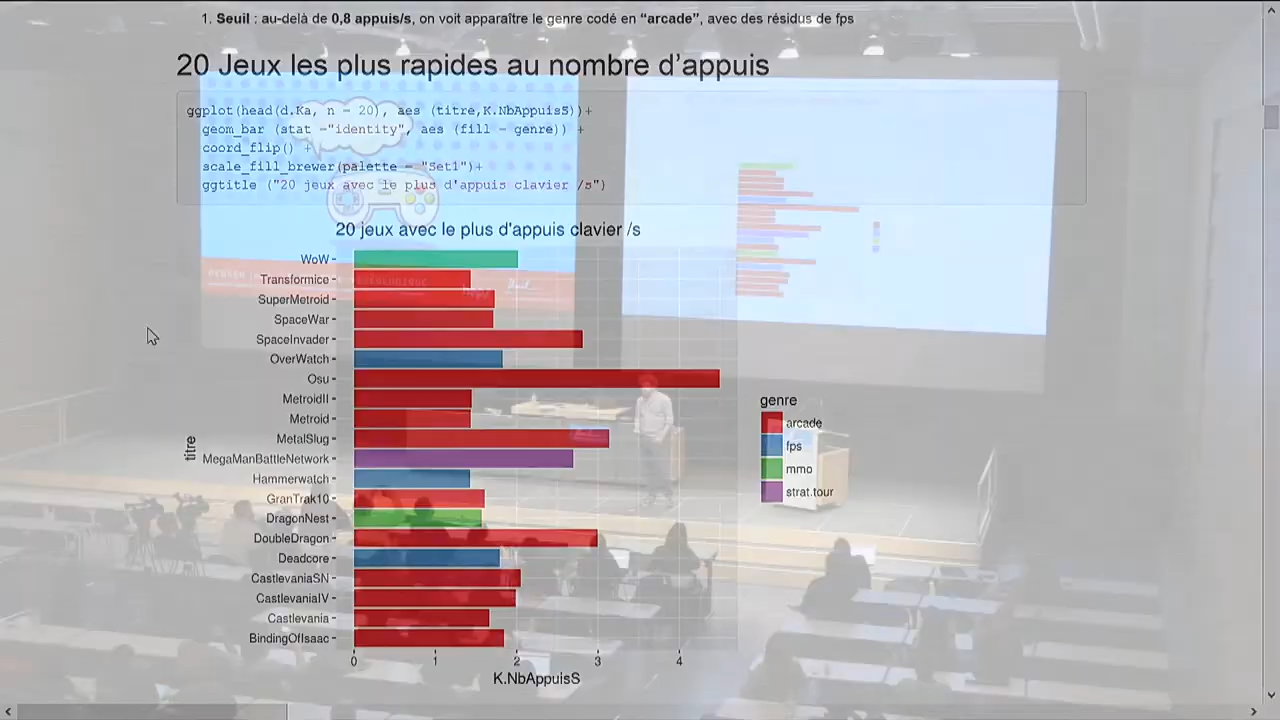 1. Seuil : au-delà de 0,8 appuis/s, on voit apparaître le genre codé en “arcade”, avec des résidus de fps
20 Jeux les plus rapides au nombre d’appuis
ggplot(head(d.Ka, n = 20), aes (titre,K.NbAppuisS))+
geom_bar (stat ="identity", aes (fill = genre)) +
coord_flip() +
scale_fill_brewer(palette = "Set1")+
ggtitle ("20 jeux avec le plus d'appuis clavier /s")
20 jeux avec le plus d'appuis clavier /s
WoW
Transformice
SuperMetroid
SpaceWar
SpaceInvader
OverWatch
Osu
MetroidII
Metroid
MetalSlug
MegaManBattleNetwork
Hammerwatch
GranTrak10
DragonNest
DoubleDragon
Deadcore
CastlevaniaSN
CastlevaniaIV
Castlevania
BindingOfIsaac
titre
0 1 2 3 4
K.NbAppuisS
genre
arcade
fps
mmo
strat.tour